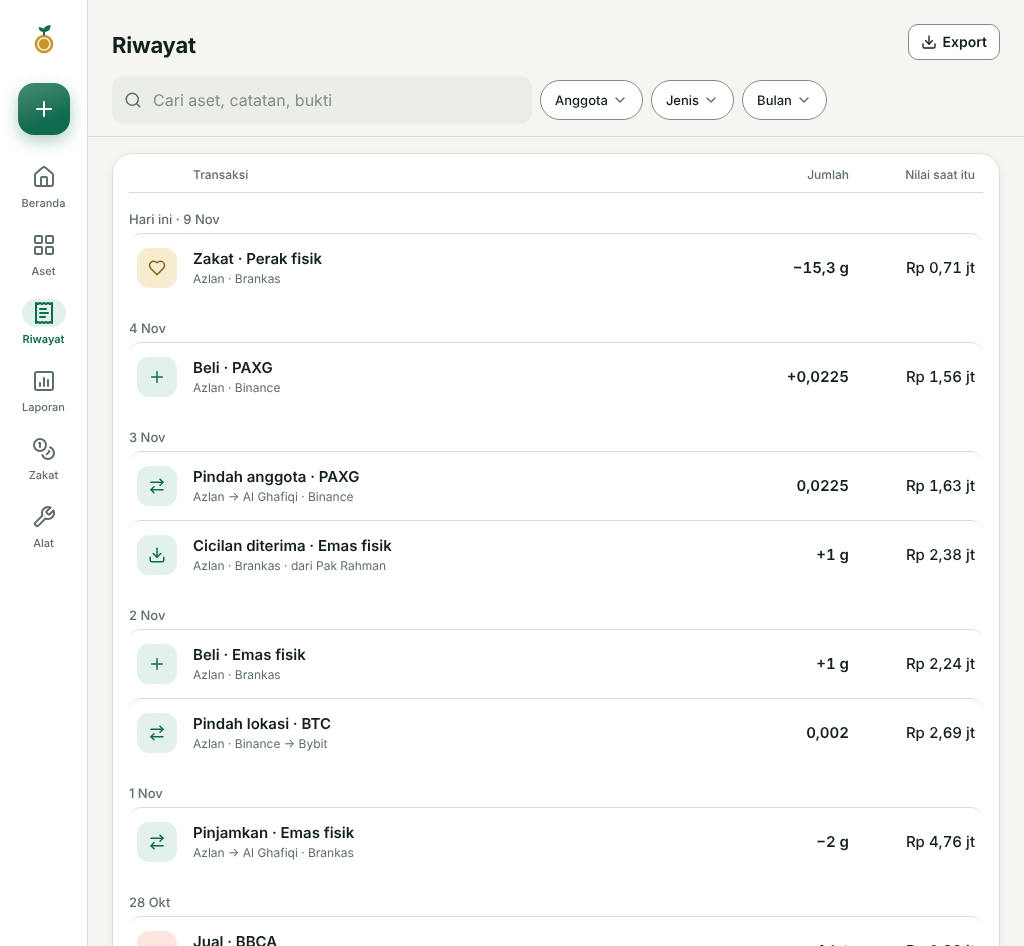 Riwayat
Export
Cari aset, catatan, bukti
Anggota
Jenis
Bulan
Beranda
Aset
Riwayat
Laporan
Zakat
Alat
Transaksi Jumlah Nilai saat itu
Hari ini · 9 Nov
Zakat · Perak fisik −15,3 g Rp 0,71 jt
Azlan · Brankas
4 Nov
Beli · PAXG +0,0225 Rp 1,56 jt
Azlan · Binance
3 Nov
Pindah anggota · PAXG 0,0225 Rp 1,63 jt
Azlan → Al Ghafiqi · Binance
Cicilan diterima · Emas fisik +1 g Rp 2,38 jt
Azlan · Brankas · dari Pak Rahman
2 Nov
Beli · Emas fisik +1 g Rp 2,24 jt
Azlan · Brankas
Pindah lokasi · BTC 0,002 Rp 2,69 jt
Azlan · Binance → Bybit
1 Nov
Pinjamkan · Emas fisik −2 g Rp 4,76 jt
Azlan → Al Ghafiqi · Brankas
28 Okt
Jual · BBCA